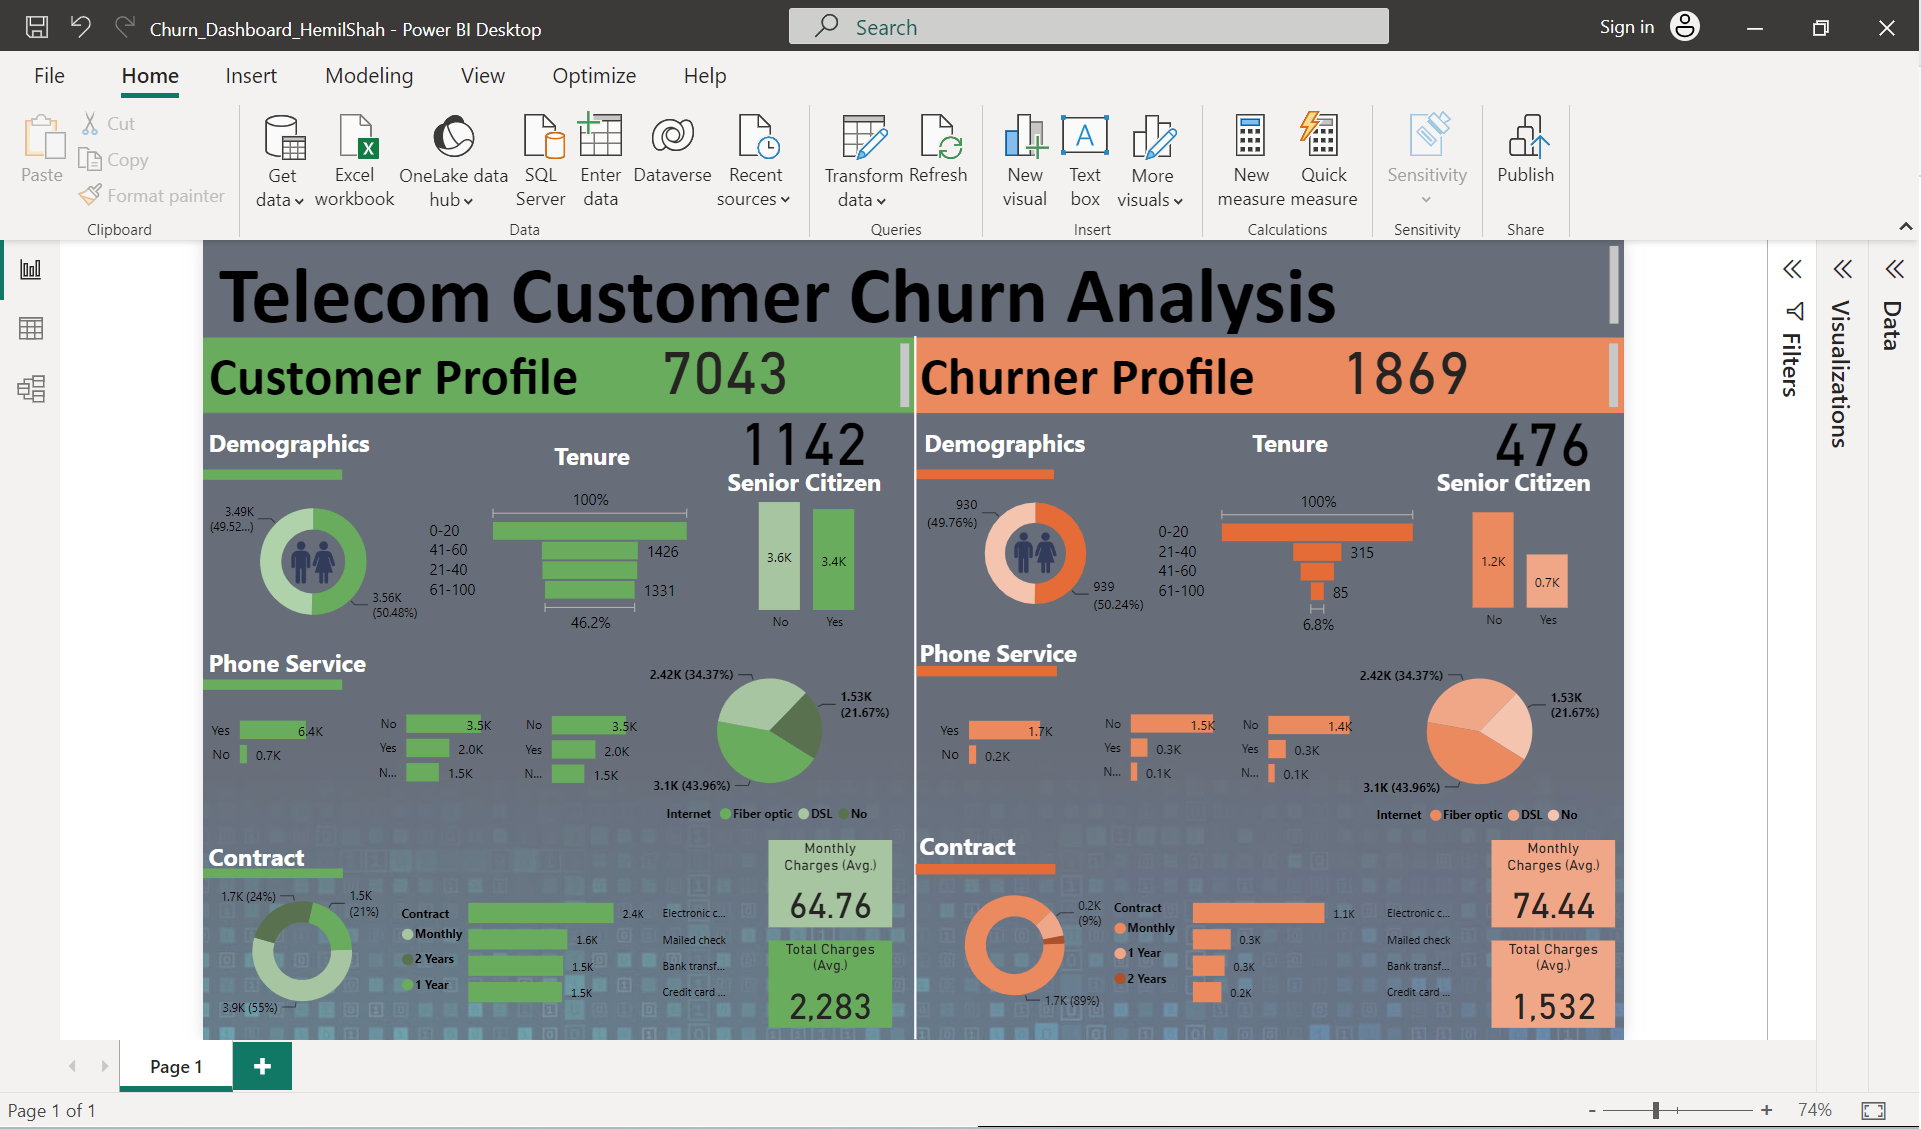 Churn_Dashboard_HemilShah - Power BI Desktop
Search
Sign in
File Home Insert Modeling View Optimize Help
Paste
Cut
Copy
Format painter
Clipboard
Get data
Excel workbook
OneLake data hub
SQL Server
Enter data
Dataverse
Recent sources
Data
Transform data
Refresh
Queries
New visual
A
Text box
More visuals
Insert
New measure
Quick measure
Calculations
Sensitivity
Sensitivity
Publish
Share
Telecom Customer Churn Analysis
Customer Profile 7043
Demographics
3.49K
(49.52...)
3.56K
(50.48%)
Tenure
100%
0-20
41-60 1426
21-40
61-100 1331
46.2%
1142
Senior Citizen
3.6K 3.4K
No Yes
Phone Service
Yes 6.4K
No 0.7K
No 3.5K
Yes 2.0K
N... 1.5K
No 3.5K
Yes 2.0K
N... 1.5K
2.42K (34.37%)
1.53K
(21.67%)
3.1K (43.96%)
Internet Fiber optic DSL No
Contract
1.7K (24%)
1.5K
(21%)
3.9K (55%)
Contract
Monthly
2 Years
1 Year
2.4K Electronic c...
1.6K Mailed check
1.5K Bank transf...
1.5K Credit card ...
Monthly
Charges (Avg.)
64.76
Total Charges
(Avg.)
2,283
Churner Profile 1869
Demographics
930
(49.76%)
939
(50.24%)
Tenure
100%
0-20
21-40 315
41-60
61-100 85
6.8%
476
Senior Citizen
1.2K 0.7K
No Yes
Phone Service
Yes 1.7K
No 0.2K
No 1.5K
Yes 0.3K
N... 0.1K
No 1.4K
Yes 0.3K
N... 0.1K
2.42K (34.37%)
1.53K
(21.67%)
3.1K (43.96%)
Internet Fiber optic DSL No
Contract
0.2K
(9%)
1.7K (89%)
Contract
Monthly
1 Year
2 Years
1.1K Electronic c...
0.3K Mailed check
0.3K Bank transf...
0.2K Credit card ...
Monthly
Charges (Avg.)
74.44
Total Charges
(Avg.)
1,532
Filters
Visualizations
Data
Page 1
Page 1 of 1
- + 74%